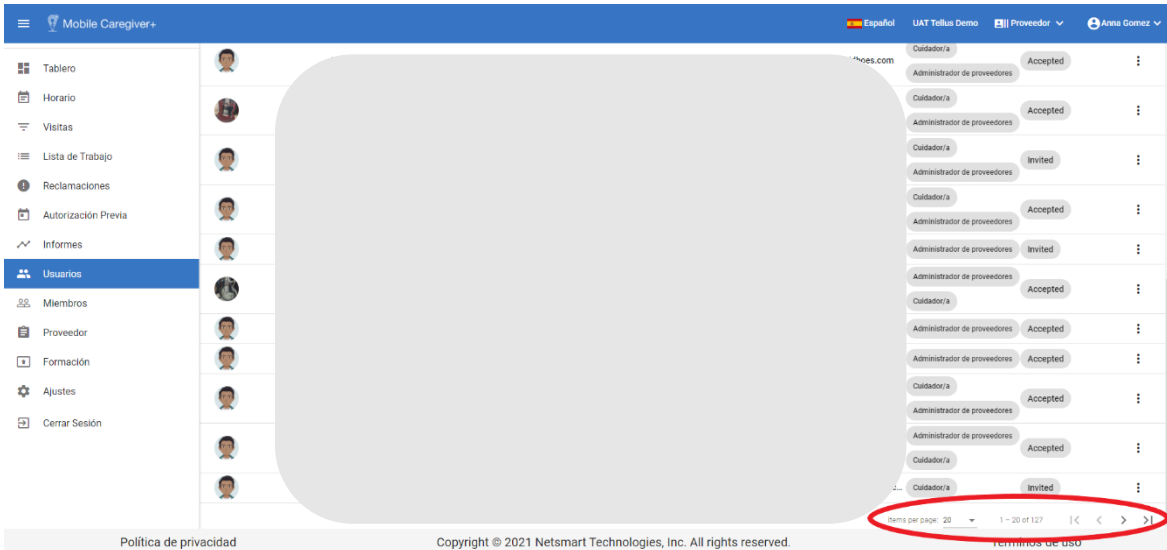 Mobile Caregiver+
Español UAT Tellus Demo Proveedor Anna Gomez
Tablero
Horario
Visitas
Lista de Trabajo
Reclamaciones
Autorización Previa
Informes
Usuarios
Miembros
Proveedor
Formación
Ajustes
Cerrar Sesión
Cuidador/a
Administrador de proveedores
Accepted
Cuidador/a
Administrador de proveedores
Accepted
Cuidador/a
Administrador de proveedores
Invited
Cuidador/a
Administrador de proveedores
Accepted
Administrador de proveedores Invited
Administrador de proveedores
Cuidador/a
Accepted
Administrador de proveedores Accepted
Administrador de proveedores Accepted
Cuidador/a
Administrador de proveedores
Accepted
Administrador de proveedores
Cuidador/a
Accepted
Cuidador/a Invited
Items per page: 20 1 – 20 of 127
Política de privacidad Copyright © 2021 Netsmart Technologies, Inc. All rights reserved. Términos de uso